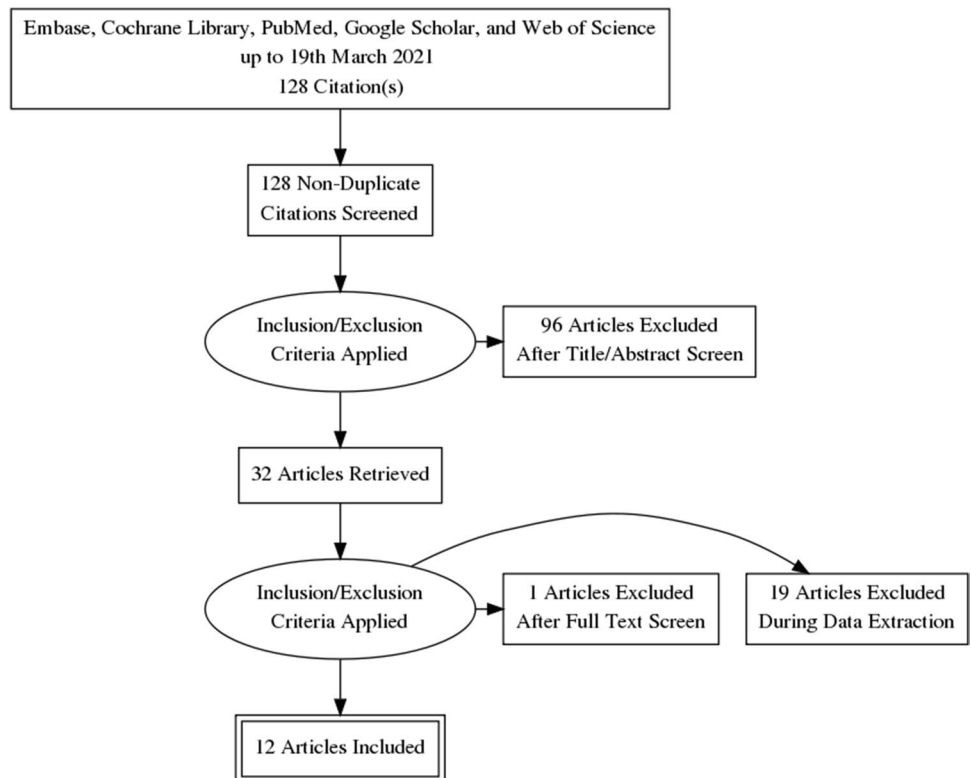 Embase, Cochrane Library, PubMed, Google Scholar, and Web of Science
up to 19th March 2021
128 Citation(s)
128 Non-Duplicate
Citations Screened
Inclusion/Exclusion
Criteria Applied
96 Articles Excluded
After Title/Abstract Screen
32 Articles Retrieved
Inclusion/Exclusion
Criteria Applied
1 Articles Excluded
After Full Text Screen
19 Articles Excluded
During Data Extraction
12 Articles Included